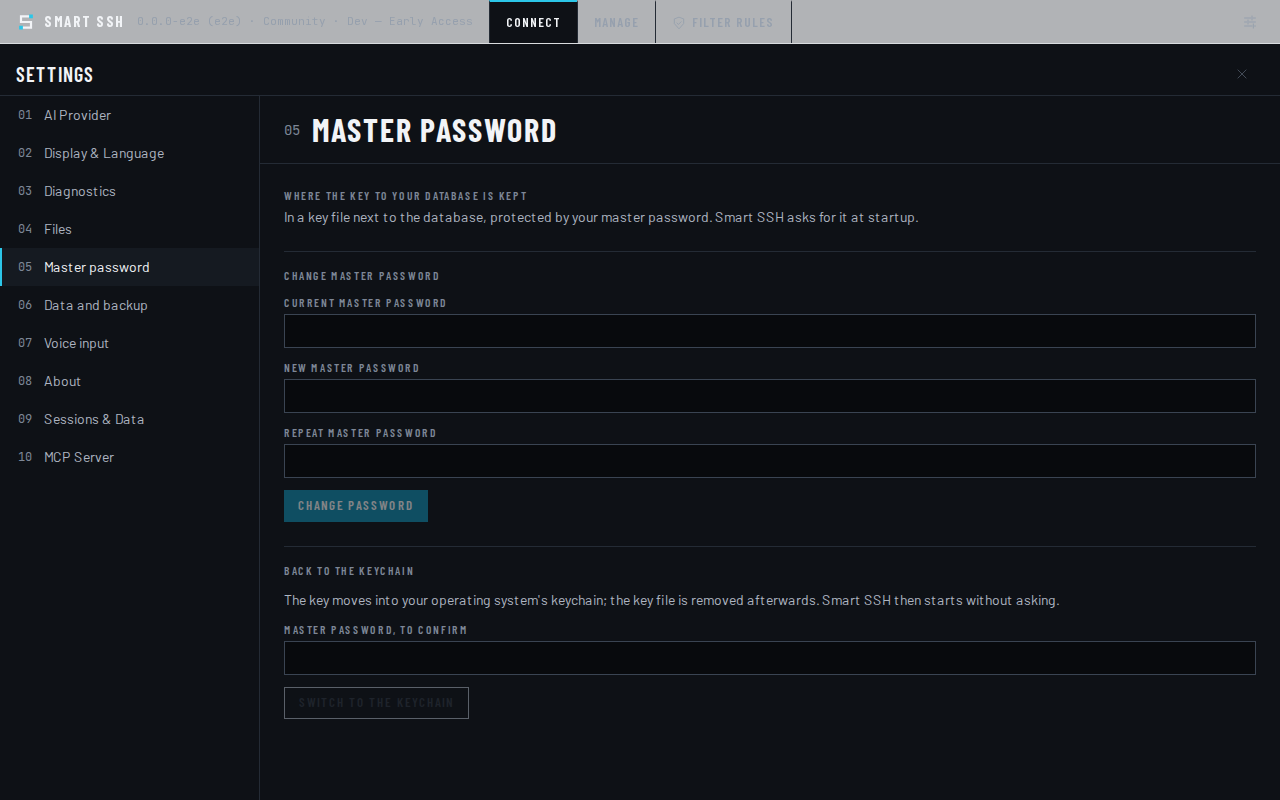 SMART SSH 0.0.0-e2e (e2e) · Community · Dev — Early Access CONNECT MANAGE FILTER RULES
SETTINGS
01 AI Provider
02 Display & Language
03 Diagnostics
04 Files
05 Master password
06 Data and backup
07 Voice input
08 About
09 Sessions & Data
10 MCP Server
05 MASTER PASSWORD
WHERE THE KEY TO YOUR DATABASE IS KEPT
In a key file next to the database, protected by your master password. Smart SSH asks for it at startup.
CHANGE MASTER PASSWORD
CURRENT MASTER PASSWORD
NEW MASTER PASSWORD
REPEAT MASTER PASSWORD
CHANGE PASSWORD
BACK TO THE KEYCHAIN
The key moves into your operating system's keychain; the key file is removed afterwards. Smart SSH then starts without asking.
MASTER PASSWORD, TO CONFIRM
SWITCH TO THE KEYCHAIN